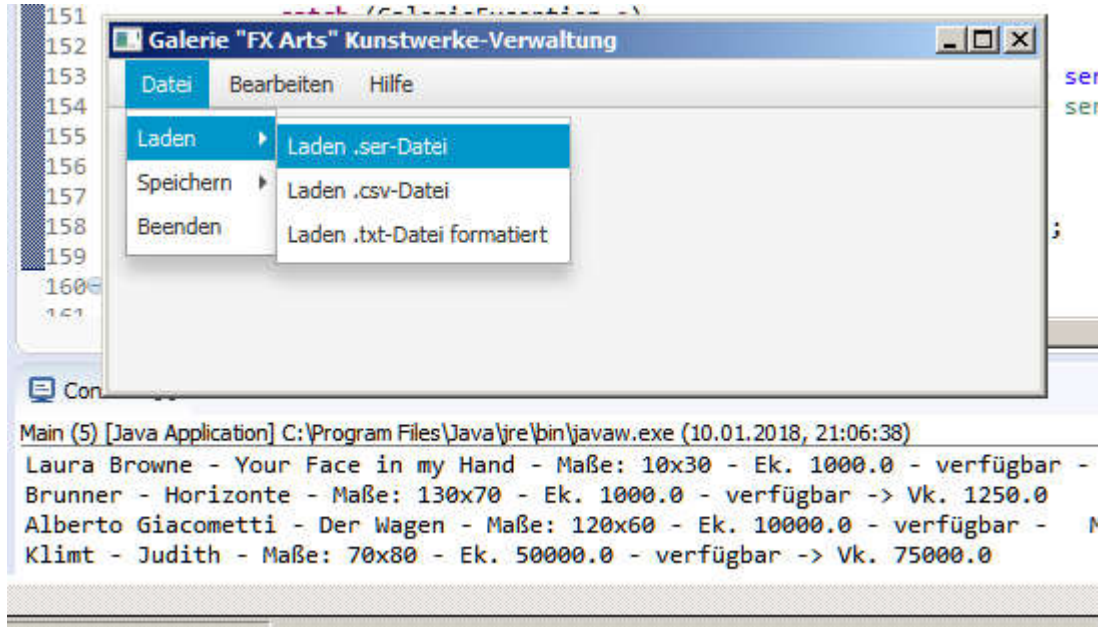 151
152
153 ser
154 ser
155
156
157
158 ;
159
160
161
Galerie "FX Arts" Kunstwerke-Verwaltung
Datei Bearbeiten Hilfe
Laden Laden .ser-Datei
Speichern Laden .csv-Datei
Beenden Laden .txt-Datei formatiert
Con
Main (5) [Java Application] C:\Program Files\Java\jre\bin\javaw.exe (10.01.2018, 21:06:38)
Laura Browne - Your Face in my Hand - Maße: 10x30 - Ek. 1000.0 - verfügbar -
Brunner - Horizonte - Maße: 130x70 - Ek. 1000.0 - verfügbar -> Vk. 1250.0
Alberto Giacometti - Der Wagen - Maße: 120x60 - Ek. 10000.0 - verfügbar - M
Klimt - Judith - Maße: 70x80 - Ek. 50000.0 - verfügbar -> Vk. 75000.0